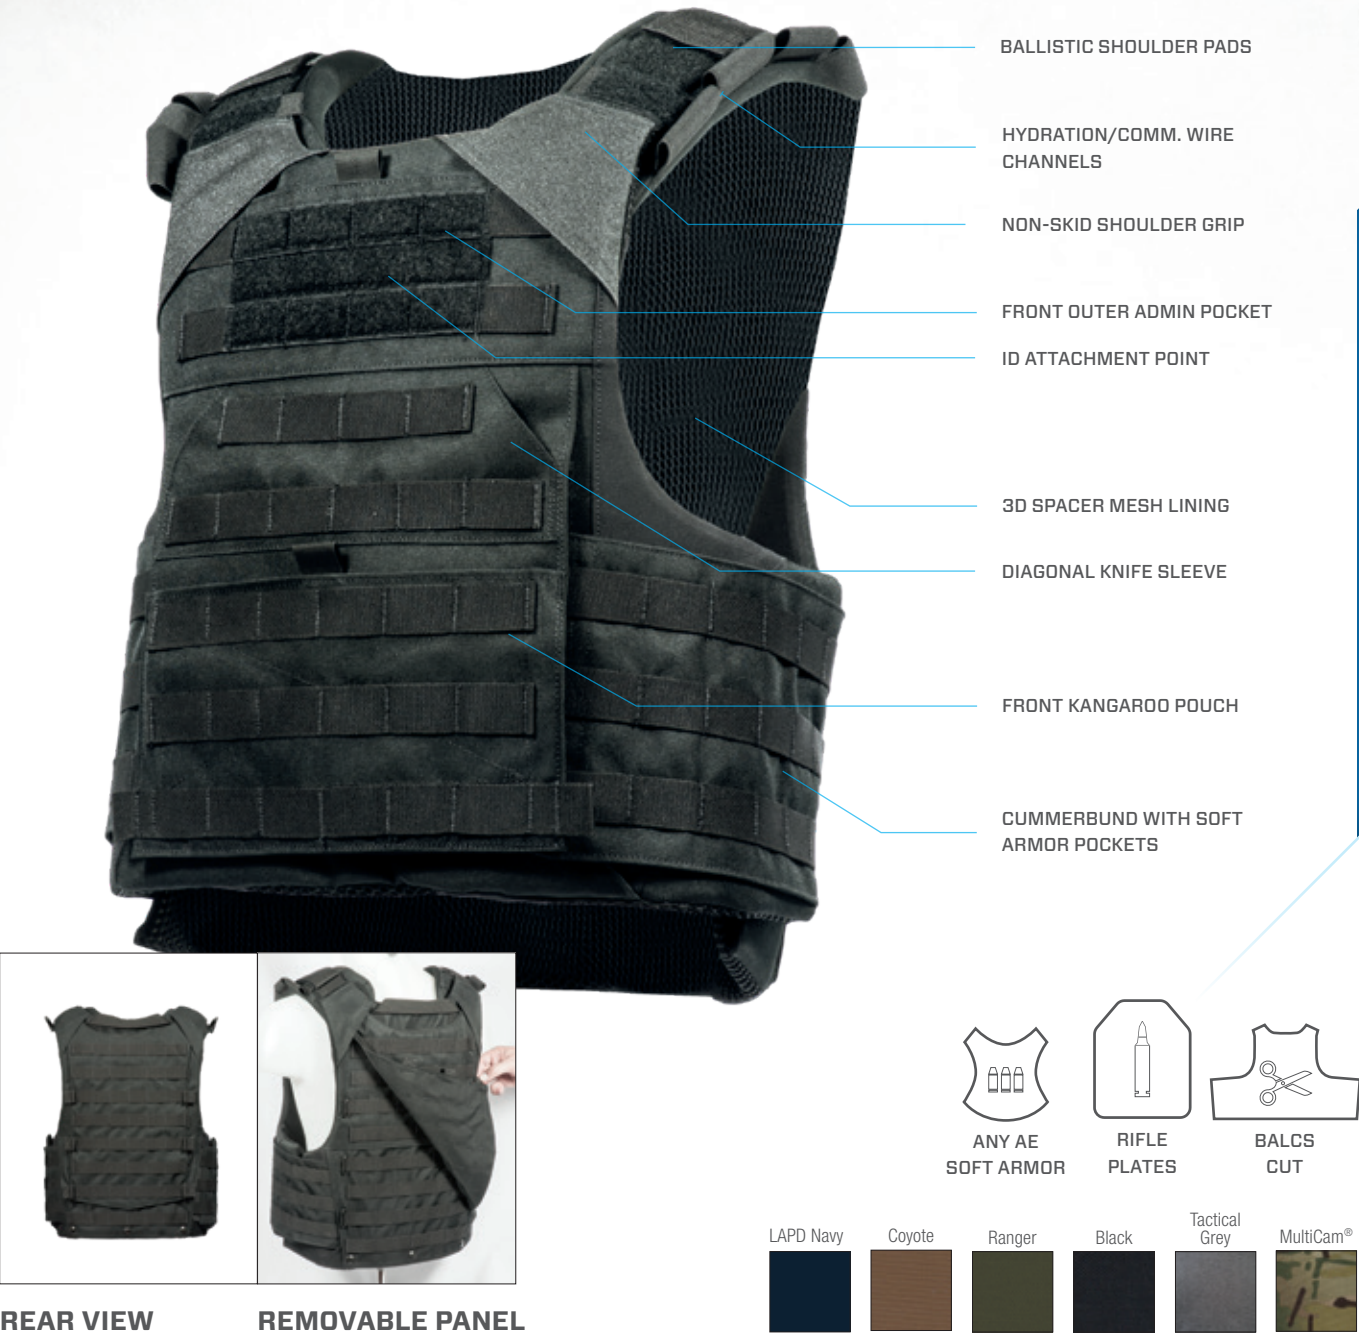 BALLISTIC SHOULDER PADS
HYDRATION/COMM. WIRE
CHANNELS
NON-SKID SHOULDER GRIP
FRONT OUTER ADMIN POCKET
ID ATTACHMENT POINT
3D SPACER MESH LINING
DIAGONAL KNIFE SLEEVE
FRONT KANGAROO POUCH
CUMMERBUND WITH SOFT
ARMOR POCKETS
ANY AE
SOFT ARMOR
RIFLE
PLATES
BALCS
CUT
LAPD Navy
Coyote
Ranger
Black
Tactical
Grey
MultiCam®
REAR VIEW
REMOVABLE PANEL